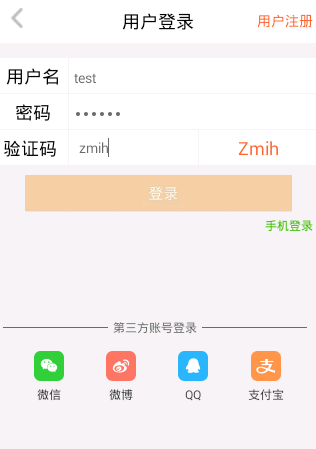 用户登录 用户注册
用户名 test
密码 ••••••
验证码 zmih Zmih
登录
手机登录
第三方账号登录
微信 微博 QQ 支付宝